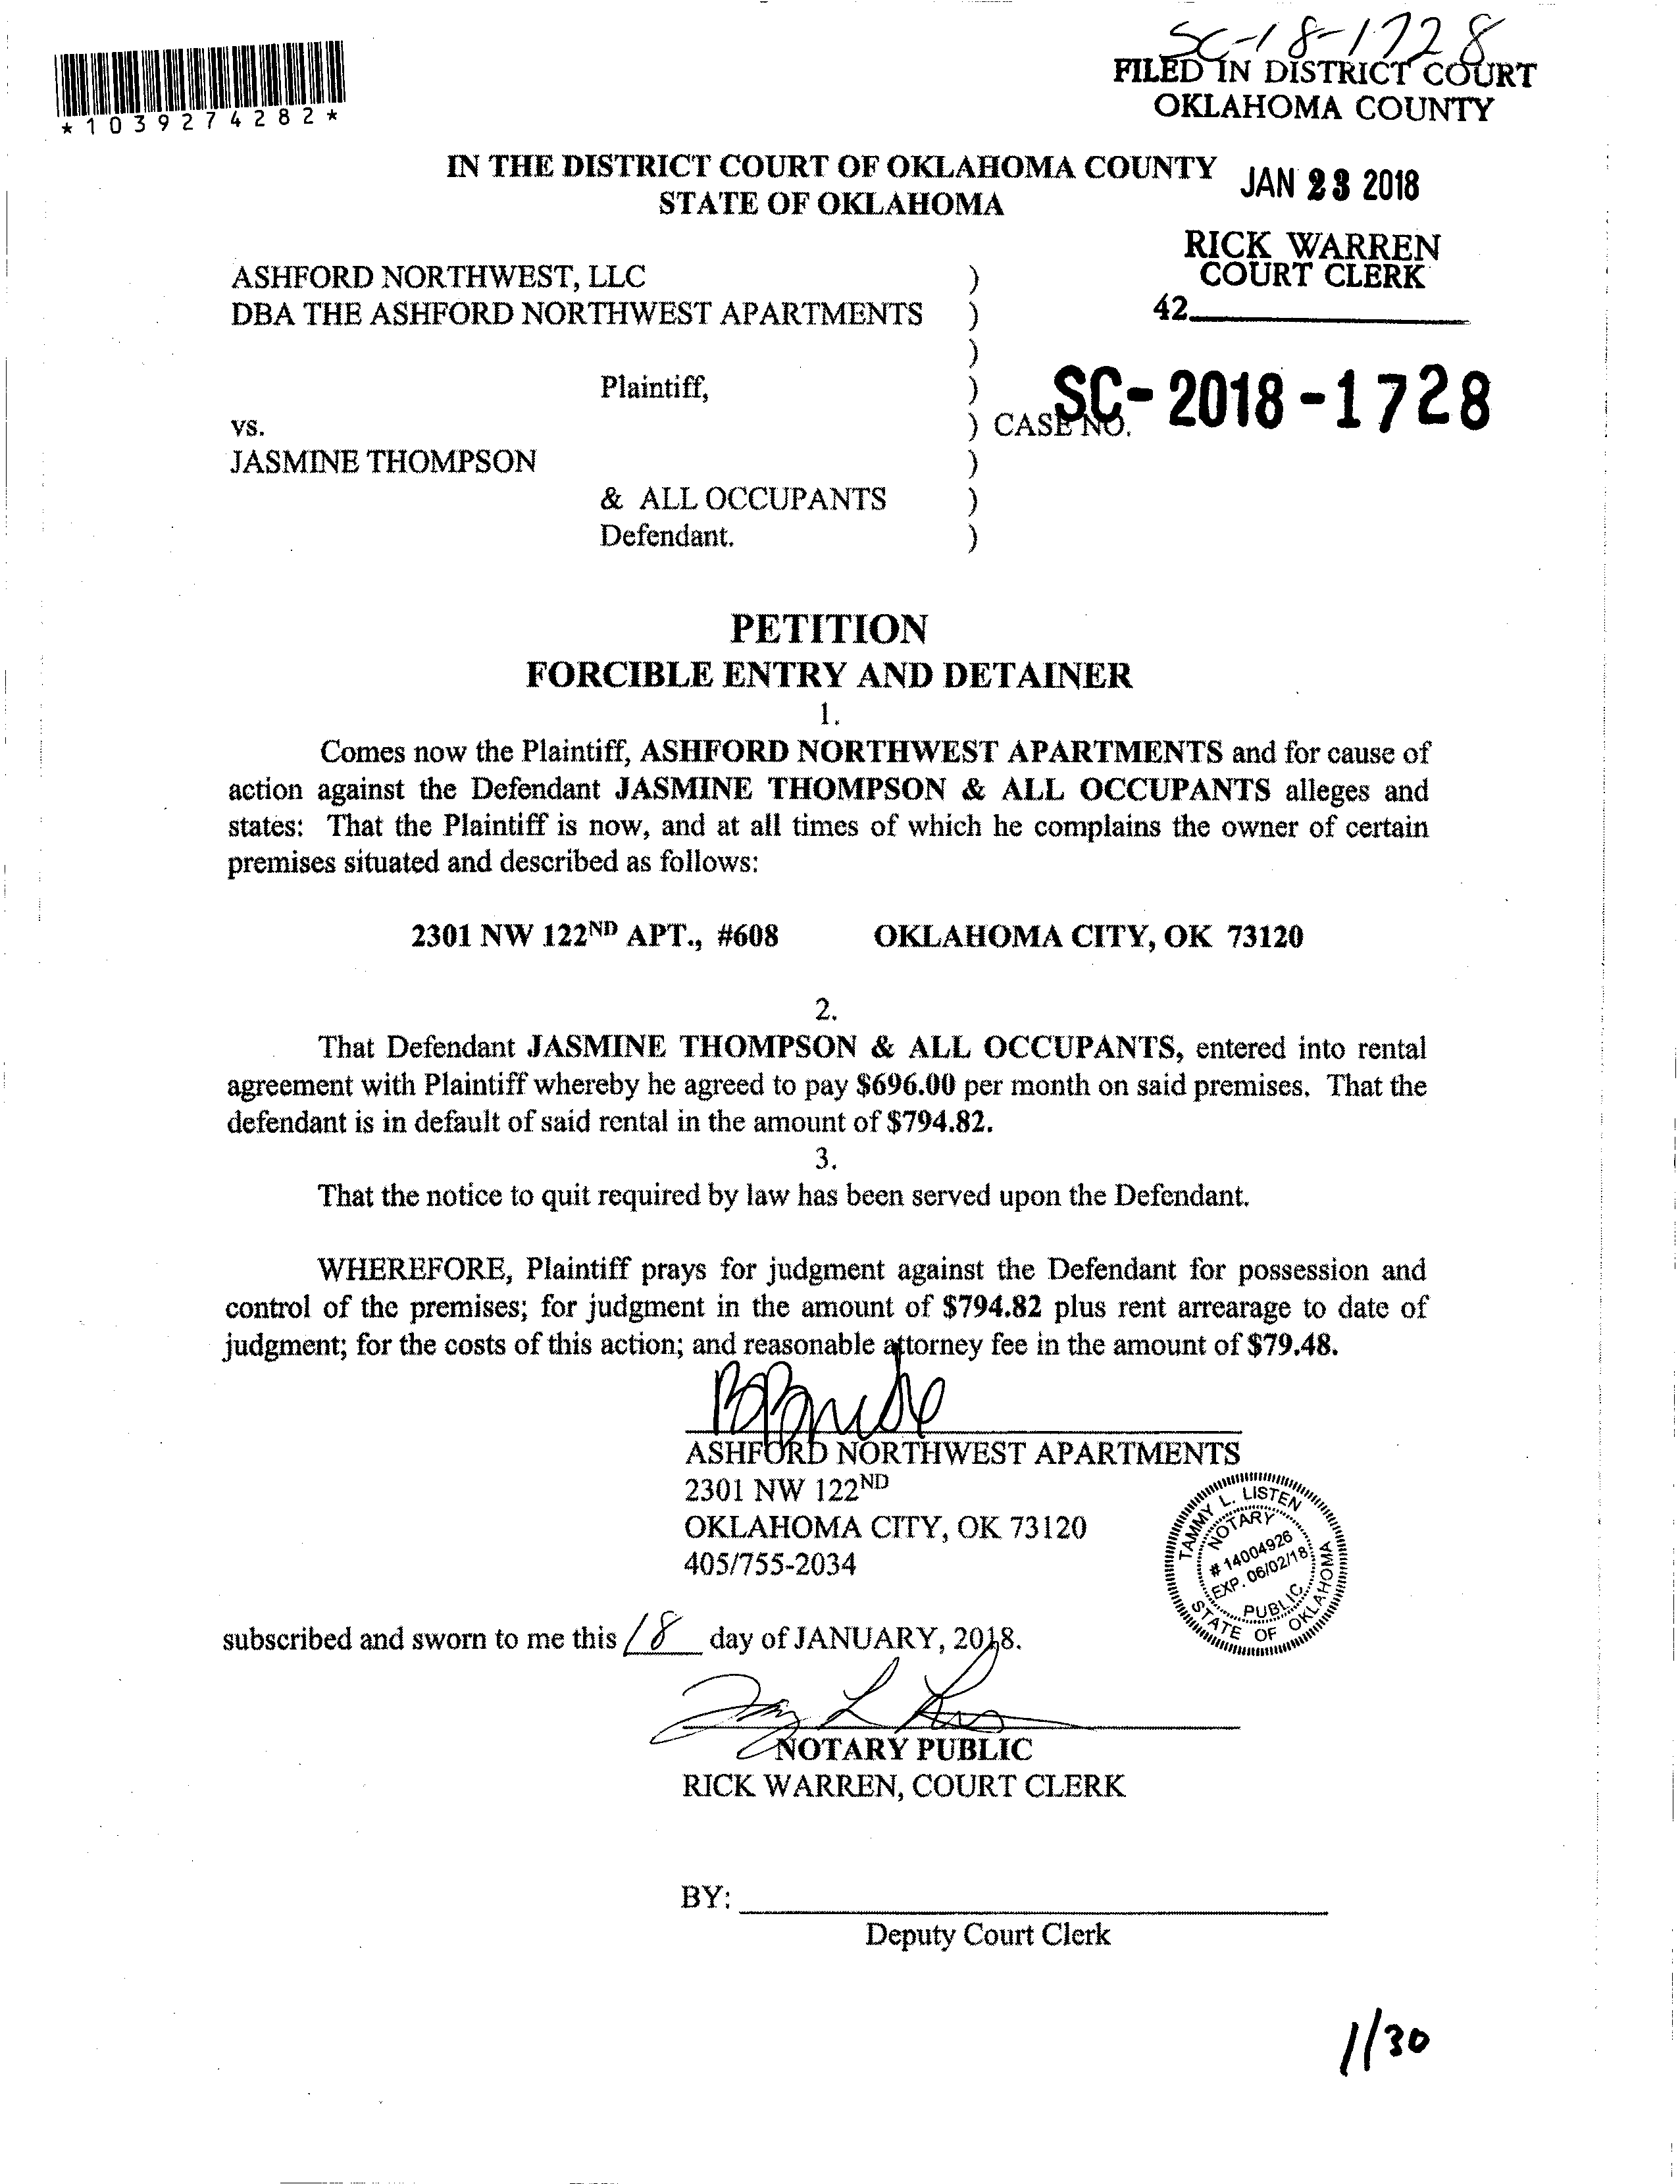 SC-18-1728
FILED IN DISTRICT COURT
OKLAHOMA COUNTY
*1039274282*
IN THE DISTRICT COURT OF OKLAHOMA COUNTY
STATE OF OKLAHOMA
JAN 23 2018
RICK WARREN
COURT CLERK
42
ASHFORD NORTHWEST, LLC )
DBA THE ASHFORD NORTHWEST APARTMENTS )
)
Plaintiff, )
vs. ) CASE NO. SC-2018-1728
JASMINE THOMPSON )
& ALL OCCUPANTS )
Defendant. )
PETITION
FORCIBLE ENTRY AND DETAINER
1.
Comes now the Plaintiff, ASHFORD NORTHWEST APARTMENTS and for cause of
action against the Defendant JASMINE THOMPSON & ALL OCCUPANTS alleges and
states: That the Plaintiff is now, and at all times of which he complains the owner of certain
premises situated and described as follows:
2301 NW 122ND APT., #608 OKLAHOMA CITY, OK 73120
2.
That Defendant JASMINE THOMPSON & ALL OCCUPANTS, entered into rental
agreement with Plaintiff whereby he agreed to pay $696.00 per month on said premises. That the
defendant is in default of said rental in the amount of $794.82.
3.
That the notice to quit required by law has been served upon the Defendant.
WHEREFORE, Plaintiff prays for judgment against the Defendant for possession and
control of the premises; for judgment in the amount of $794.82 plus rent arrearage to date of
judgment; for the costs of this action; and reasonable attorney fee in the amount of $79.48.
ASHFORD NORTHWEST APARTMENTS
2301 NW 122ND
OKLAHOMA CITY, OK 73120
405/755-2034
TAMMY L. LISTEN
NOTARY
# 14004926
EXP. 06/02/18
PUBLIC
STATE OF OKLAHOMA
subscribed and sworn to me this 18 day of JANUARY, 2018.
NOTARY PUBLIC
RICK WARREN, COURT CLERK
BY:
Deputy Court Clerk
1/30